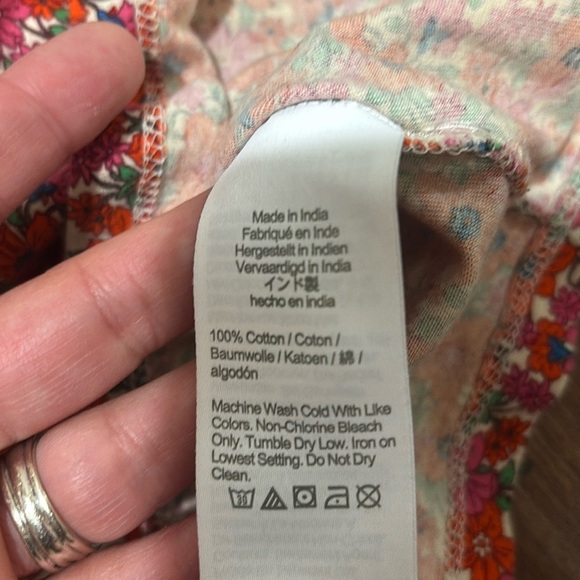 Made in India
Fabriqué en Inde
Hergestellt in Indien
Vervaardigd in India
インド製
hecho en india
100% Cotton / Coton /
Baumwolle / Katoen / 綿 /
algodón
Machine Wash Cold With Like
Colors. Non-Chlorine Bleach
Only. Tumble Dry Low. Iron on
Lowest Setting. Do Not Dry
Clean.
30